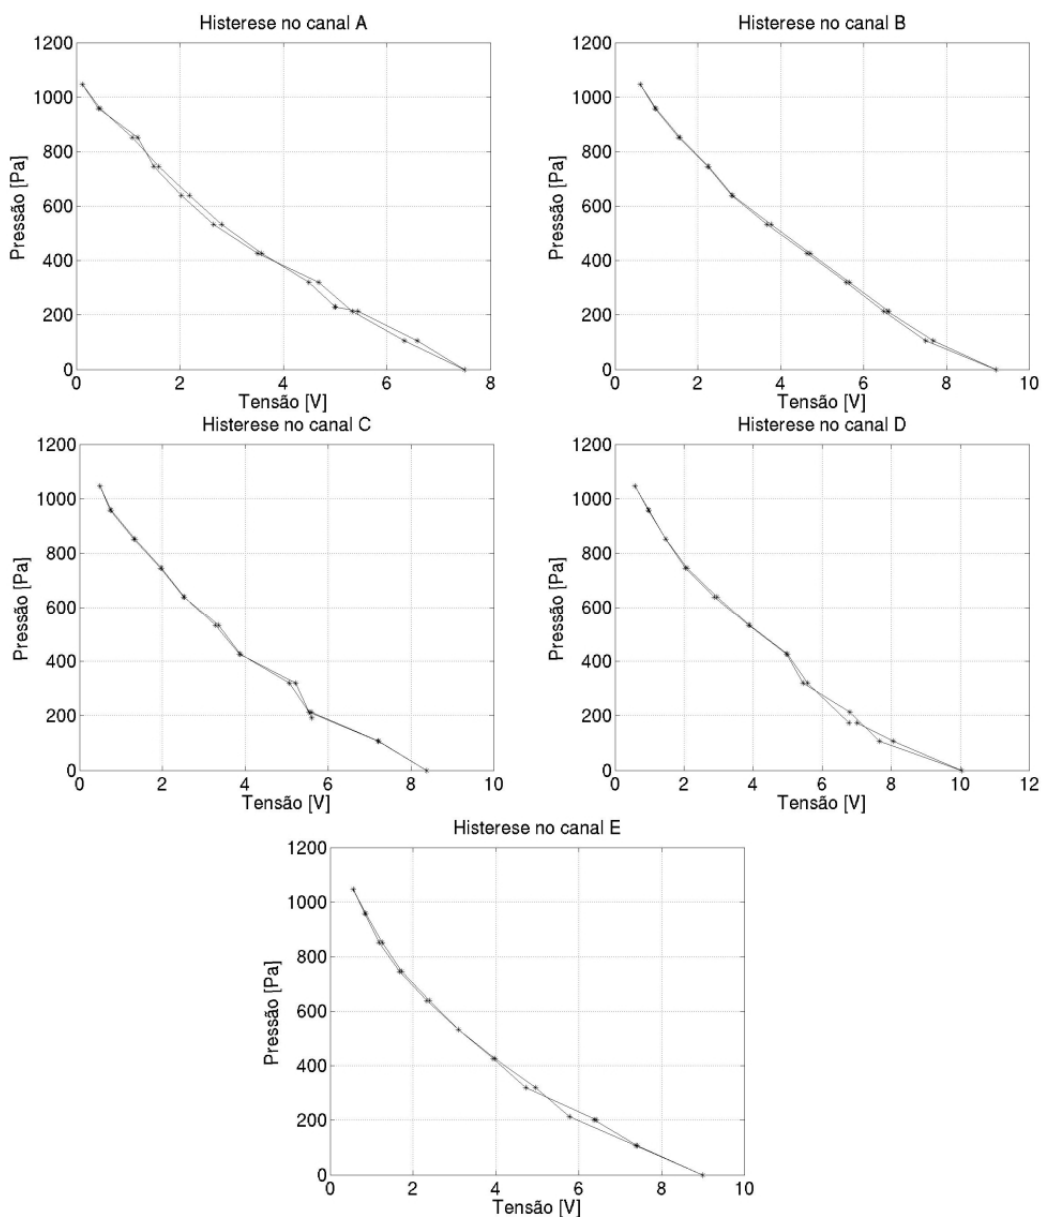 Histerese no canal A
1200
1000
800
600
400
200
0
Pressão [Pa]
0 2 4 6 8
Tensão [V]
Histerese no canal B
1200
1000
800
600
400
200
0
Pressão [Pa]
0 2 4 6 8 10
Tensão [V]
Histerese no canal C
1200
1000
800
600
400
200
0
Pressão [Pa]
0 2 4 6 8 10
Tensão [V]
Histerese no canal D
1200
1000
800
600
400
200
0
Pressão [Pa]
0 2 4 6 8 10 12
Tensão [V]
Histerese no canal E
1200
1000
800
600
400
200
0
Pressão [Pa]
0 2 4 6 8 10
Tensão [V]